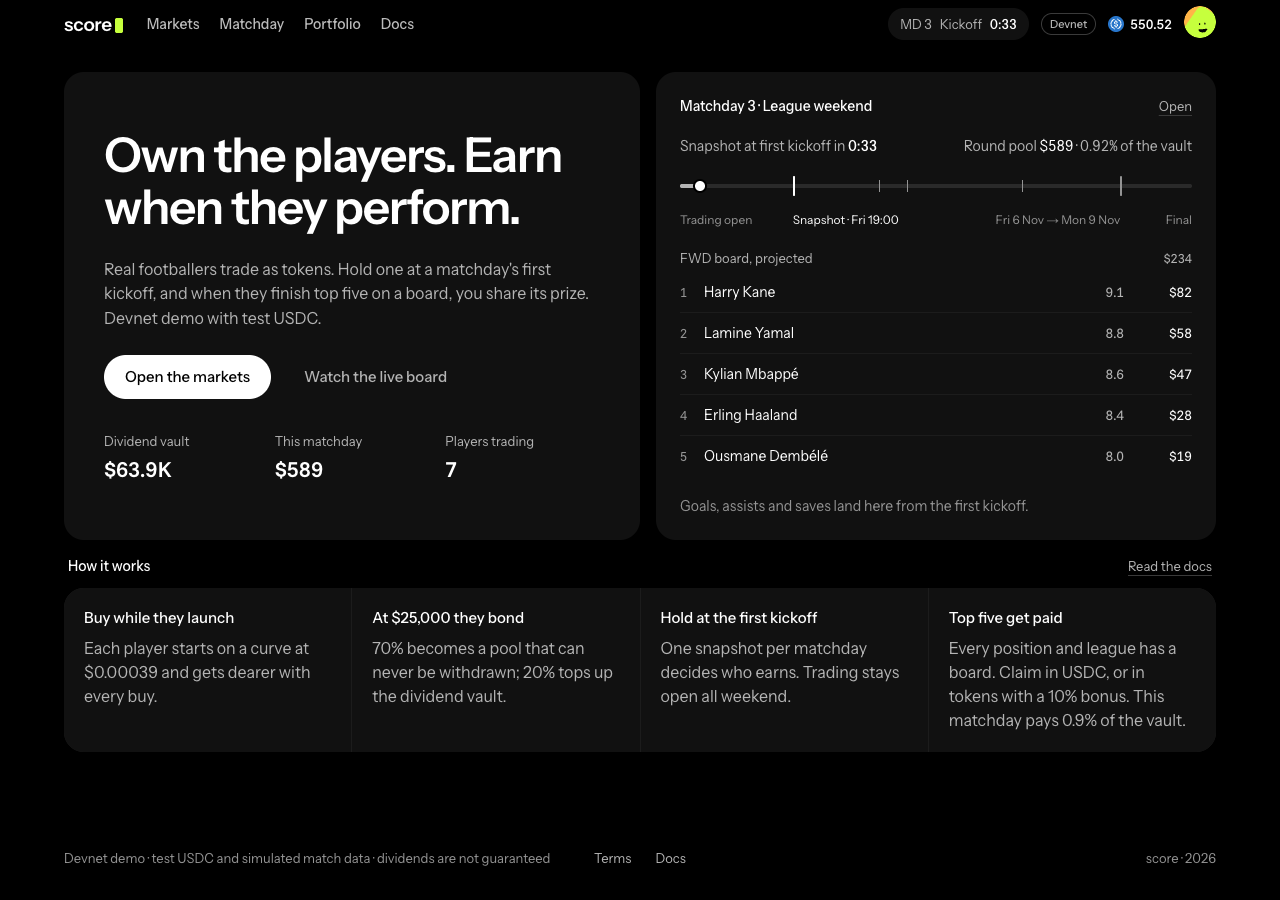 score
Markets
Matchday
Portfolio
Docs
MD 3 Kickoff 0:33
Devnet
550.52
Own the players. Earn
when they perform.
Real footballers trade as tokens. Hold one at a matchday's first
kickoff, and when they finish top five on a board, you share its prize.
Devnet demo with test USDC.
Open the markets
Watch the live board
Dividend vault
$63.9K
This matchday
$589
Players trading
7
Matchday 3 · League weekend
Open
Snapshot at first kickoff in 0:33
Round pool $589 · 0.92% of the vault
Trading open
Snapshot · Fri 19:00
Fri 6 Nov → Mon 9 Nov
Final
FWD board, projected $234
1 Harry Kane 9.1 $82
2 Lamine Yamal 8.8 $58
3 Kylian Mbappé 8.6 $47
4 Erling Haaland 8.4 $28
5 Ousmane Dembélé 8.0 $19
Goals, assists and saves land here from the first kickoff.
How it works
Read the docs
Buy while they launch
Each player starts on a curve at
$0.00039 and gets dearer with
every buy.
At $25,000 they bond
70% becomes a pool that can
never be withdrawn; 20% tops up
the dividend vault.
Hold at the first kickoff
One snapshot per matchday
decides who earns. Trading stays
open all weekend.
Top five get paid
Every position and league has a
board. Claim in USDC, or in
tokens with a 10% bonus. This
matchday pays 0.9% of the vault.
Devnet demo · test USDC and simulated match data · dividends are not guaranteed
Terms
Docs
score · 2026